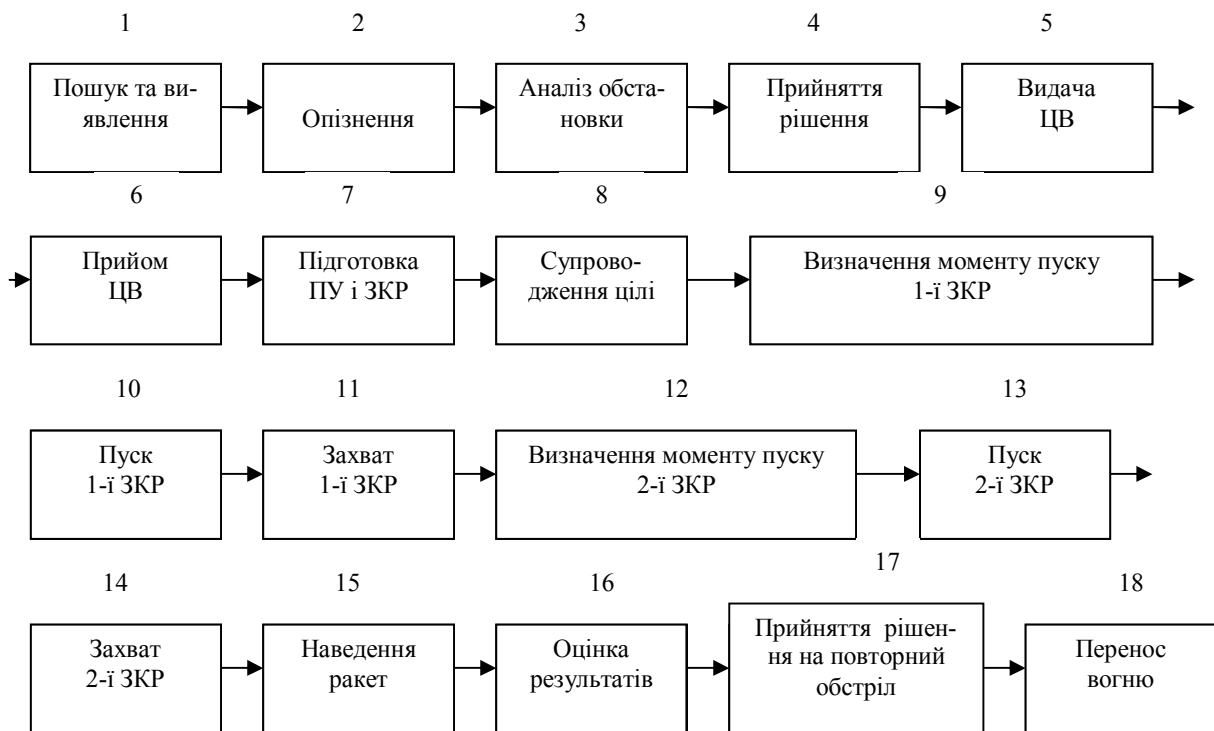 1 2 3 4 5
Пошук та ви-
явлення
Опізнення
Аналіз обста-
новки
Прийняття
рішення
Видача
ЦВ
6 7 8 9
Прийом
ЦВ
Підготовка
ПУ і ЗКР
Супрово-
дження цілі
Визначення моменту пуску
1-ї ЗКР
10 11 12 13
Пуск
1-ї ЗКР
Захват
1-ї ЗКР
Визначення моменту пуску
2-ї ЗКР
Пуск
2-ї ЗКР
14 15 16 17 18
Захват
2-ї ЗКР
Наведення
ракет
Оцінка
результатів
Прийняття рішен-
ня на повторний
обстріл
Перенос
вогню